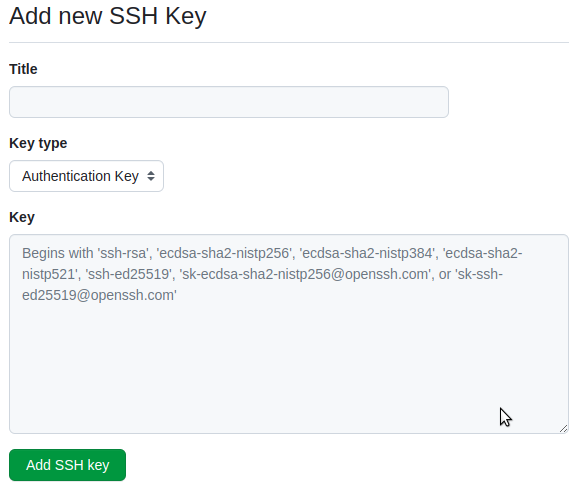 Add new SSH Key
Title
Key type
Authentication Key
Key
Begins with 'ssh-rsa', 'ecdsa-sha2-nistp256', 'ecdsa-sha2-nistp384', 'ecdsa-sha2-
nistp521', 'ssh-ed25519', 'sk-ecdsa-sha2-nistp256@openssh.com', or 'sk-ssh-
ed25519@openssh.com'
Add SSH key